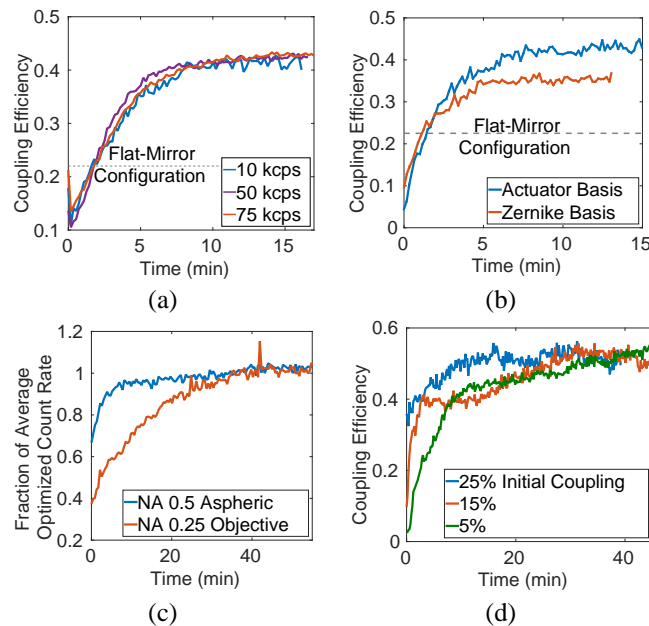 Coupling Efficiency
0.4
0.3
0.2
0.1
Flat-Mirror
Configuration
10 kcps
50 kcps
75 kcps
0
5
10
15
Time (min)
(a)
Coupling Efficiency
0.5
0.4
0.3
0.2
0.1
0
Flat-Mirror
Configuration
Actuator Basis
Zernike Basis
0
5
10
15
Time (min)
(b)
Fraction of Average
Optimized Count Rate
1.2
1
0.8
0.6
0.4
0.2
NA 0.5 Aspheric
NA 0.25 Objective
0
20
40
Time (min)
(c)
Coupling Efficiency
0.6
0.4
0.2
0
25% Initial Coupling
15%
5%
0
20
40
Time (min)
(d)